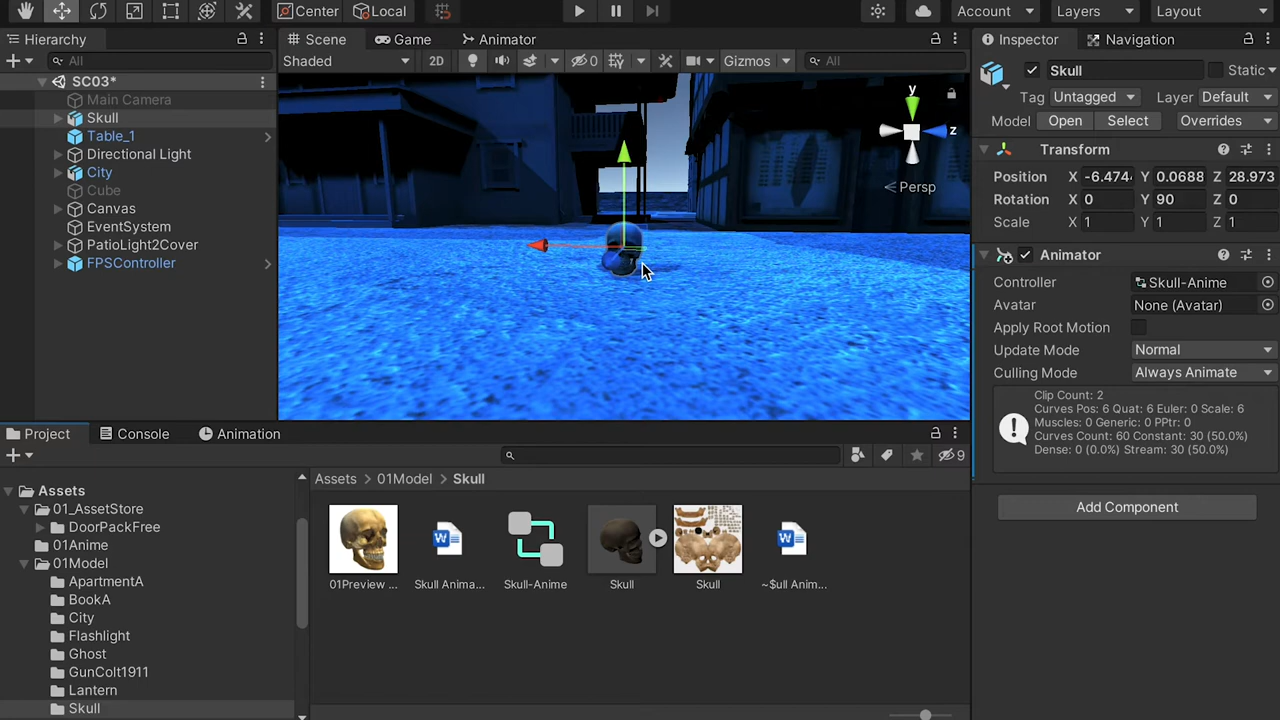 Center
Local
Account
Layers
Layout
Hierarchy
Scene
Game
Animator
Inspector
Navigation
All
Shaded
2D
0
Gizmos
All
Skull
Static
SC03*
Main Camera
Skull
Table_1
Directional Light
City
Cube
Canvas
EventSystem
PatioLight2Cover
FPSController
y
z
Persp
Tag Untagged Layer Default
Model Open Select Overrides
Transform
Position X -6.474 Y 0.0688 Z 28.973
Rotation X 0 Y 90 Z 0
Scale X 1 Y 1 Z 1
Animator
Controller Skull-Anime
Avatar None (Avatar)
Apply Root Motion
Update Mode Normal
Culling Mode Always Animate
Clip Count: 2
Curves Pos: 6 Quat: 6 Euler: 0 Scale: 6
Muscles: 0 Generic: 0 PPtr: 0
Curves Count: 60 Constant: 30 (50.0%)
Dense: 0 (0.0%) Stream: 30 (50.0%)
Add Component
Project
Console
Animation
9
Assets
01_AssetStore
DoorPackFree
01Anime
01Model
ApartmentA
BookA
City
Flashlight
Ghost
GunColt1911
Lantern
Skull
Assets 01Model Skull
01Preview ...
Skull Anima...
Skull-Anime
Skull
Skull
~$ull Anim...